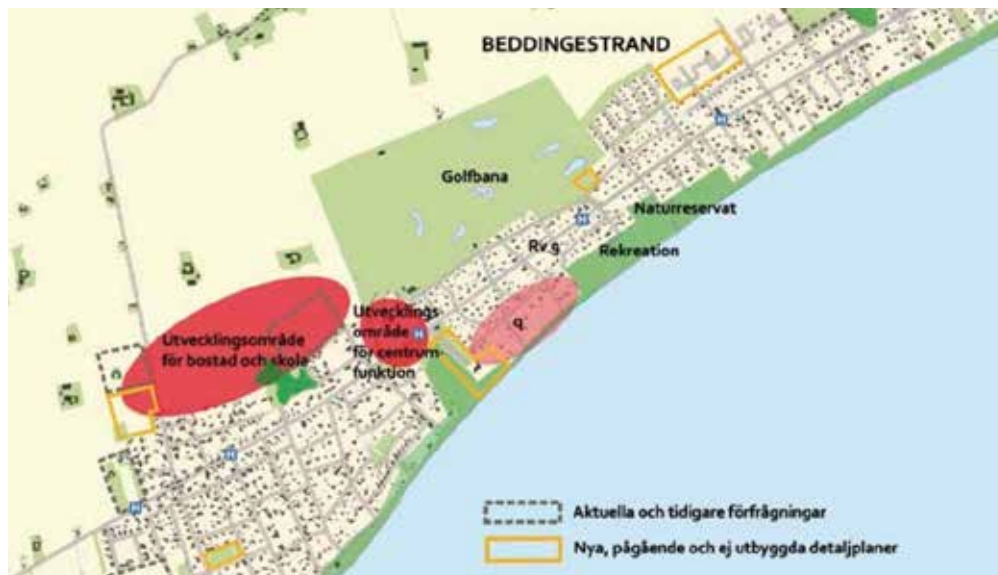 BEDDINGESTRAND
H
Golfbana
Naturreservat
H
Rv 9
Rekreation
Utvecklingsområde
för bostad och skola
Utvecklings
område
för centrum-
funktion
H
q
H
H
Aktuella och tidigare förfrågningar
Nya, pågående och ej utbyggda detaljplaner